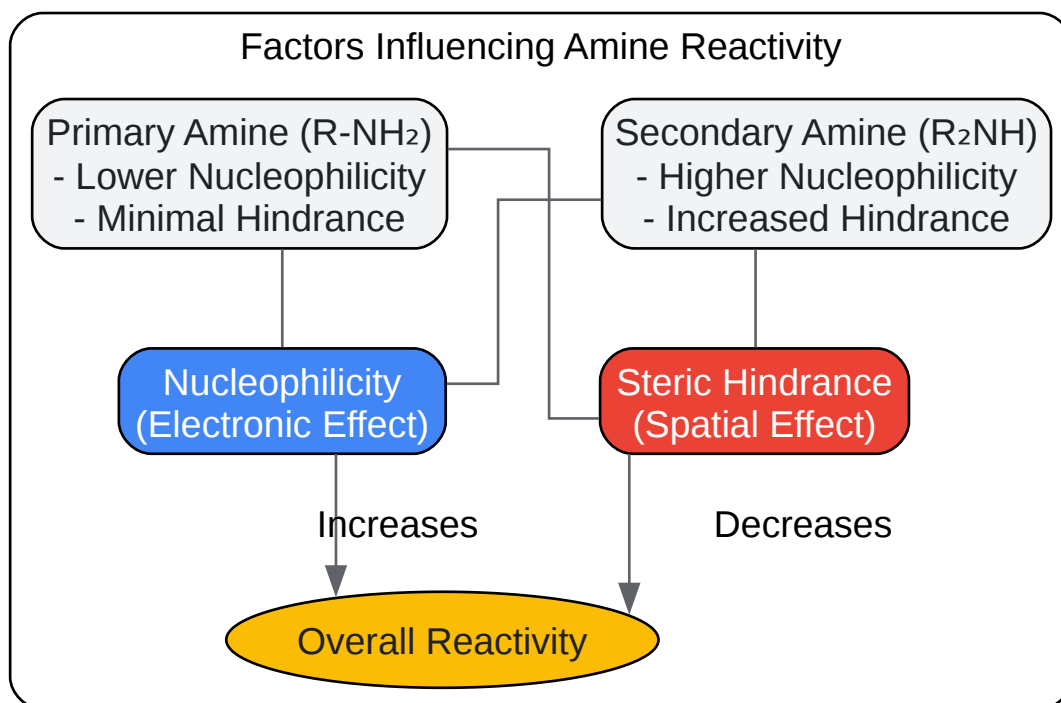 Factors Influencing Amine Reactivity
Primary Amine (R-NH₂)
- Lower Nucleophilicity
- Minimal Hindrance
Secondary Amine (R₂NH)
- Higher Nucleophilicity
- Increased Hindrance
Nucleophilicity
(Electronic Effect)
Steric Hindrance
(Spatial Effect)
Increases
Decreases
Overall Reactivity